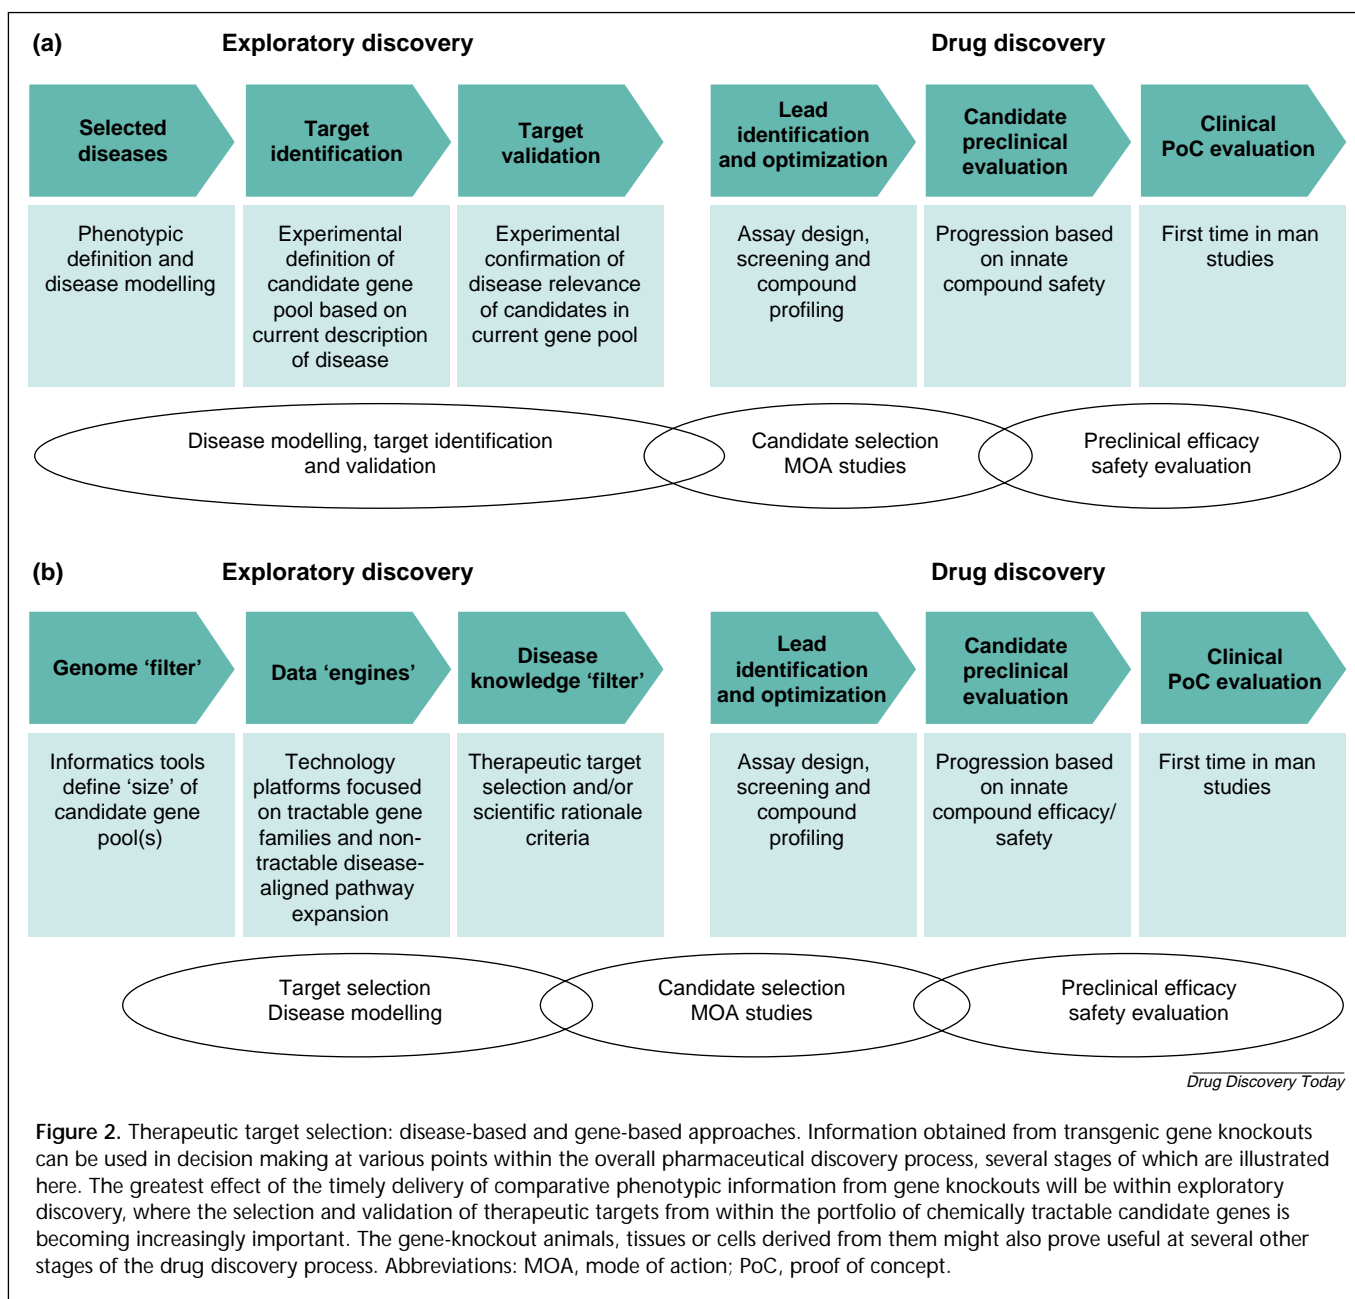 (a) Exploratory discovery Drug discovery
Selected
diseases
Target
identification
Target
validation
Lead
identification
and optimization
Candidate
preclinical
evaluation
Clinical
PoC evaluation
Phenotypic
definition and
disease modelling
Experimental
definition of
candidate gene
pool based on
current description
of disease
Experimental
confirmation of
disease relevance
of candidates in
current gene pool
Assay design,
screening and
compound
profiling
Progression based
on innate
compound safety
First time in man
studies
Disease modelling, target identification
and validation
Candidate selection
MOA studies
Preclinical efficacy
safety evaluation
(b) Exploratory discovery Drug discovery
Genome ‘filter’
Data ‘engines’
Disease
knowledge ‘filter’
Lead
identification
and optimization
Candidate
preclinical
evaluation
Clinical
PoC evaluation
Informatics tools
define ‘size’ of
candidate gene
pool(s)
Technology
platforms focused
on tractable gene
families and non-
tractable disease-
aligned pathway
expansion
Therapeutic target
selection and/or
scientific rationale
criteria
Assay design,
screening and
compound
profiling
Progression based
on innate
compound efficacy/
safety
First time in man
studies
Target selection
Disease modelling
Candidate selection
MOA studies
Preclinical efficacy
safety evaluation
Drug Discovery Today
Figure 2. Therapeutic target selection: disease-based and gene-based approaches. Information obtained from transgenic gene knockouts
can be used in decision making at various points within the overall pharmaceutical discovery process, several stages of which are illustrated
here. The greatest effect of the timely delivery of comparative phenotypic information from gene knockouts will be within exploratory
discovery, where the selection and validation of therapeutic targets from within the portfolio of chemically tractable candidate genes is
becoming increasingly important. The gene-knockout animals, tissues or cells derived from them might also prove useful at several other
stages of the drug discovery process. Abbreviations: MOA, mode of action; PoC, proof of concept.